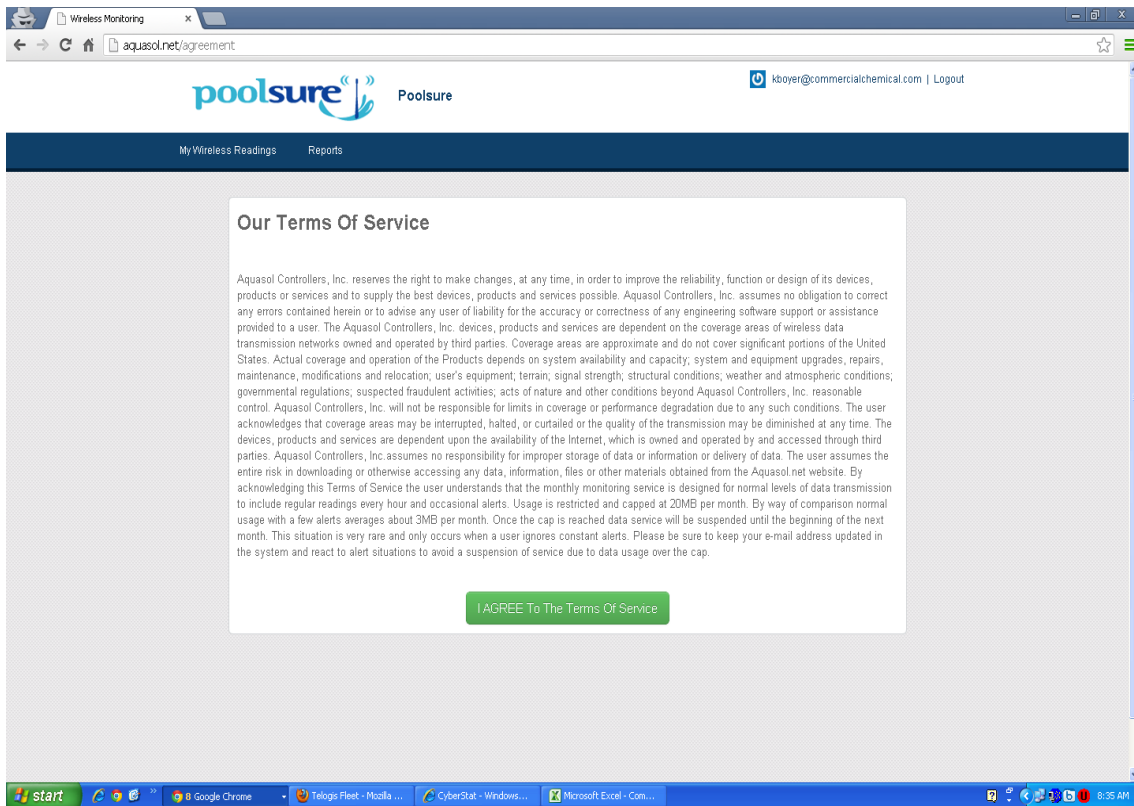 Wireless Monitoring
aquasol.net/agreement
poolsure
Poolsure
kboyer@commercialchemical.com | Logout
My Wireless Readings Reports
Our Terms Of Service
Aquasol Controllers, Inc. reserves the right to make changes, at any time, in order to improve the reliability, function or design of its devices,
products or services and to supply the best devices, products and services possible. Aquasol Controllers, Inc. assumes no obligation to correct
any errors contained herein or to advise any user of liability for the accuracy or correctness of any engineering software support or assistance
provided to a user. The Aquasol Controllers, Inc. devices, products and services are dependent on the coverage areas of wireless data
transmission networks owned and operated by third parties. Coverage areas are approximate and do not cover significant portions of the United
States. Actual coverage and operation of the Products depends on system availability and capacity; system and equipment upgrades, repairs,
maintenance, modifications and relocation; user's equipment; terrain; signal strength; structural conditions; weather and atmospheric conditions;
governmental regulations; suspected fraudulent activities; acts of nature and other conditions beyond Aquasol Controllers, Inc. reasonable
control. Aquasol Controllers, Inc. will not be responsible for limits in coverage or performance degradation due to any such conditions. The user
acknowledges that coverage areas may be interrupted, halted, or curtailed or the quality of the transmission may be diminished at any time. The
devices, products and services are dependent upon the availability of the Internet, which is owned and operated by and accessed through third
parties. Aquasol Controllers, Inc.assumes no responsibility for improper storage of data or information or delivery of data. The user assumes the
entire risk in downloading or otherwise accessing any data, information, files or other materials obtained from the Aquasol.net website. By
acknowledging this Terms of Service the user understands that the monthly monitoring service is designed for normal levels of data transmission
to include regular readings every hour and occasional alerts. Usage is restricted and capped at 20MB per month. By way of comparison normal
usage with a few alerts averages about 3MB per month. Once the cap is reached data service will be suspended until the beginning of the next
month. This situation is very rare and only occurs when a user ignores constant alerts. Please be sure to keep your e-mail address updated in
the system and react to alert situations to avoid a suspension of service due to data usage over the cap.
I AGREE To The Terms Of Service
start 8 Google Chrome Telogis Fleet - Mozilla ... CyberStat - Windows... Microsoft Excel - Com... 8:35 AM